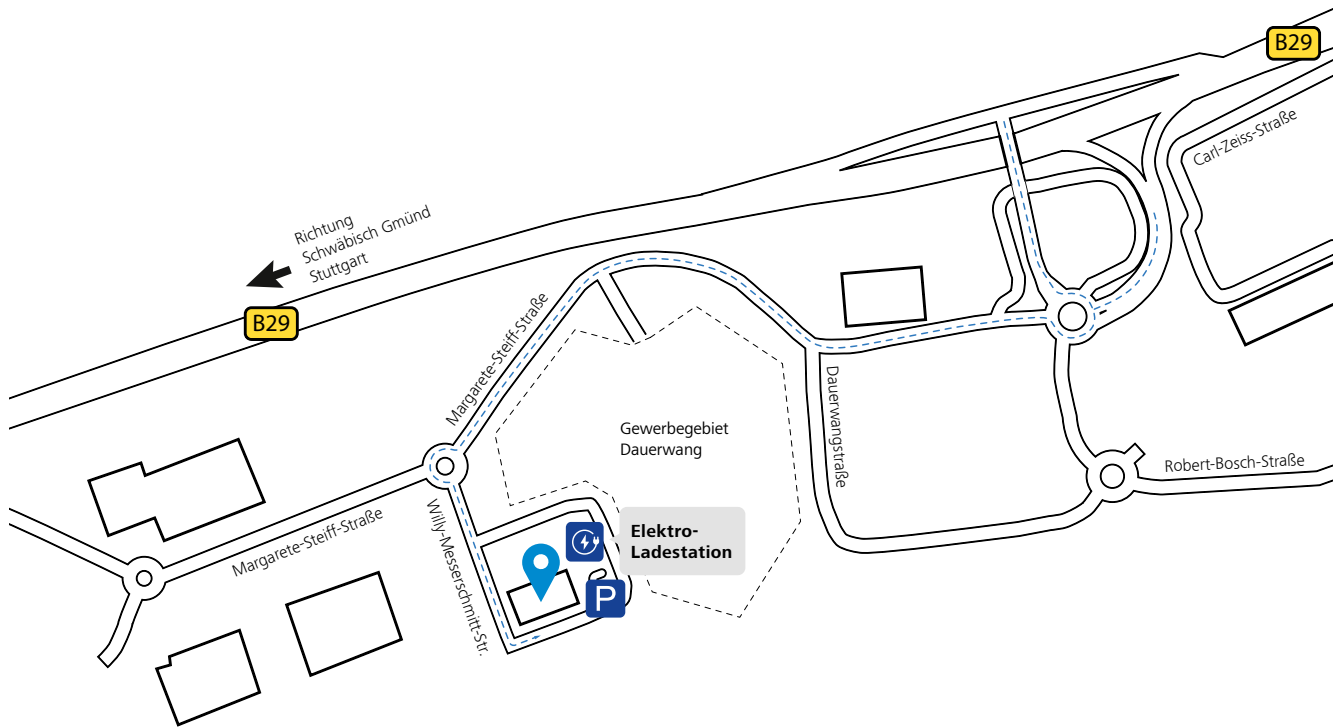 B29
Carl-Zeiss-Straße
Richtung
Schwäbisch Gmünd
Stuttgart
B29
Margarete-Steiff-Straße
Gewerbegebiet
Dauerwang
Dauerwangstraße
Robert-Bosch-Straße
Margarete-Steiff-Straße
Willy-Messerschmitt-Str.
Elektro-
Ladestation
P